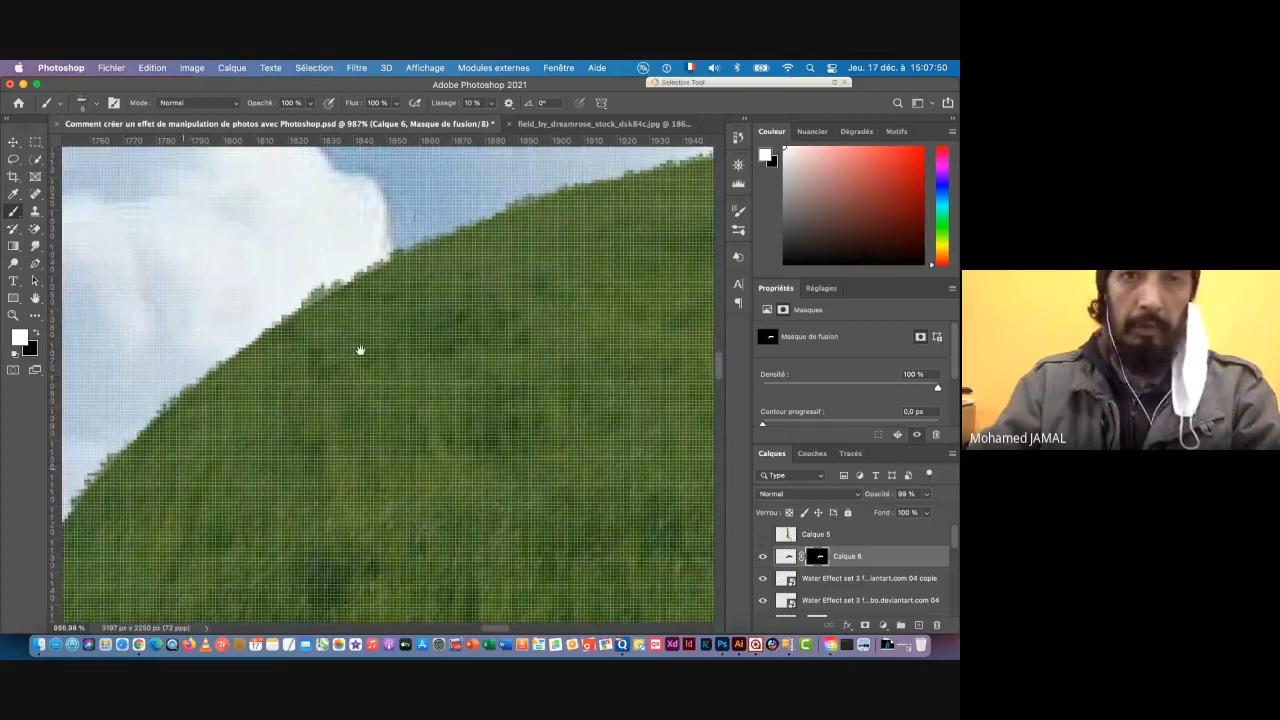 Photoshop Fichier Edition Image Calque Texte Sélection Filtre 3D Affichage Modules externes Fenêtre Aide Jeu. 17 déc. à 15:07:50
Adobe Photoshop 2021
Selective Tool
Mode : Normal Opacité : 100 % Flux : 100 % Lissage : 10 % 0°
Comment créer un effet de manipulation de photos avec Photoshop.psd @ 987% (Calque 6, Masque de fusion/8) *
field_by_dreamrose_stock_dsk84c.jpg @ 186...
1760 1770 1780 1790 1800 1810 1820 1830 1840 1850 1860 1870 1880 1890 1900 1910 1920 1930 1940
Couleur Nuancier Dégradés Motifs
Propriétés Réglages
Masques
Masque de fusion
Densité : 100 %
Contour progressif : 0,0 px
Calques Couches Tracés
Type
Normal Opacité : 99 %
Verrou : Fond : 100 %
Calque 5
Calque 6
Water Effect set 3 f...iantart.com 04 copie
Water Effect set 3 f...bo.deviantart.com 04
986,98 % 3197 px x 2250 px (72 ppp)
Mohamed JAMAL